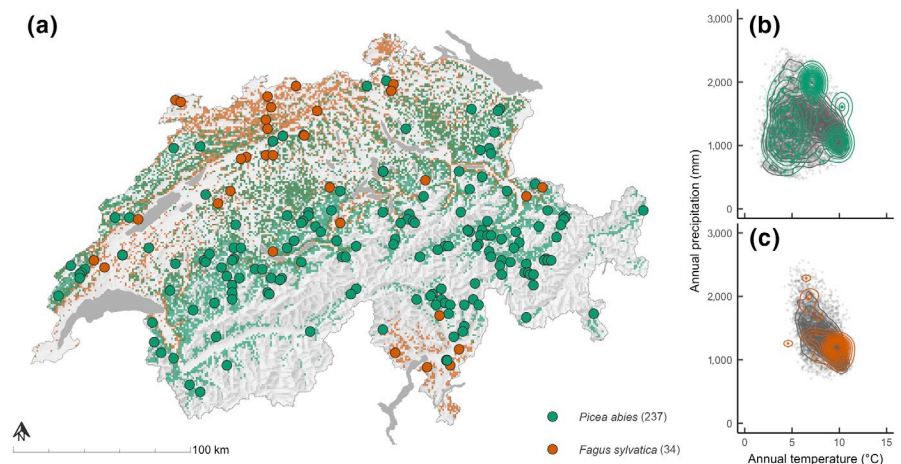 (a)
(b)
3,000
2,000
1,000
0
Annual precipitation (mm)
(c)
3,000
2,000
1,000
0
0 5 10 15
Annual temperature (°C)
Picea abies (237)
Fagus sylvatica (34)
N
100 km